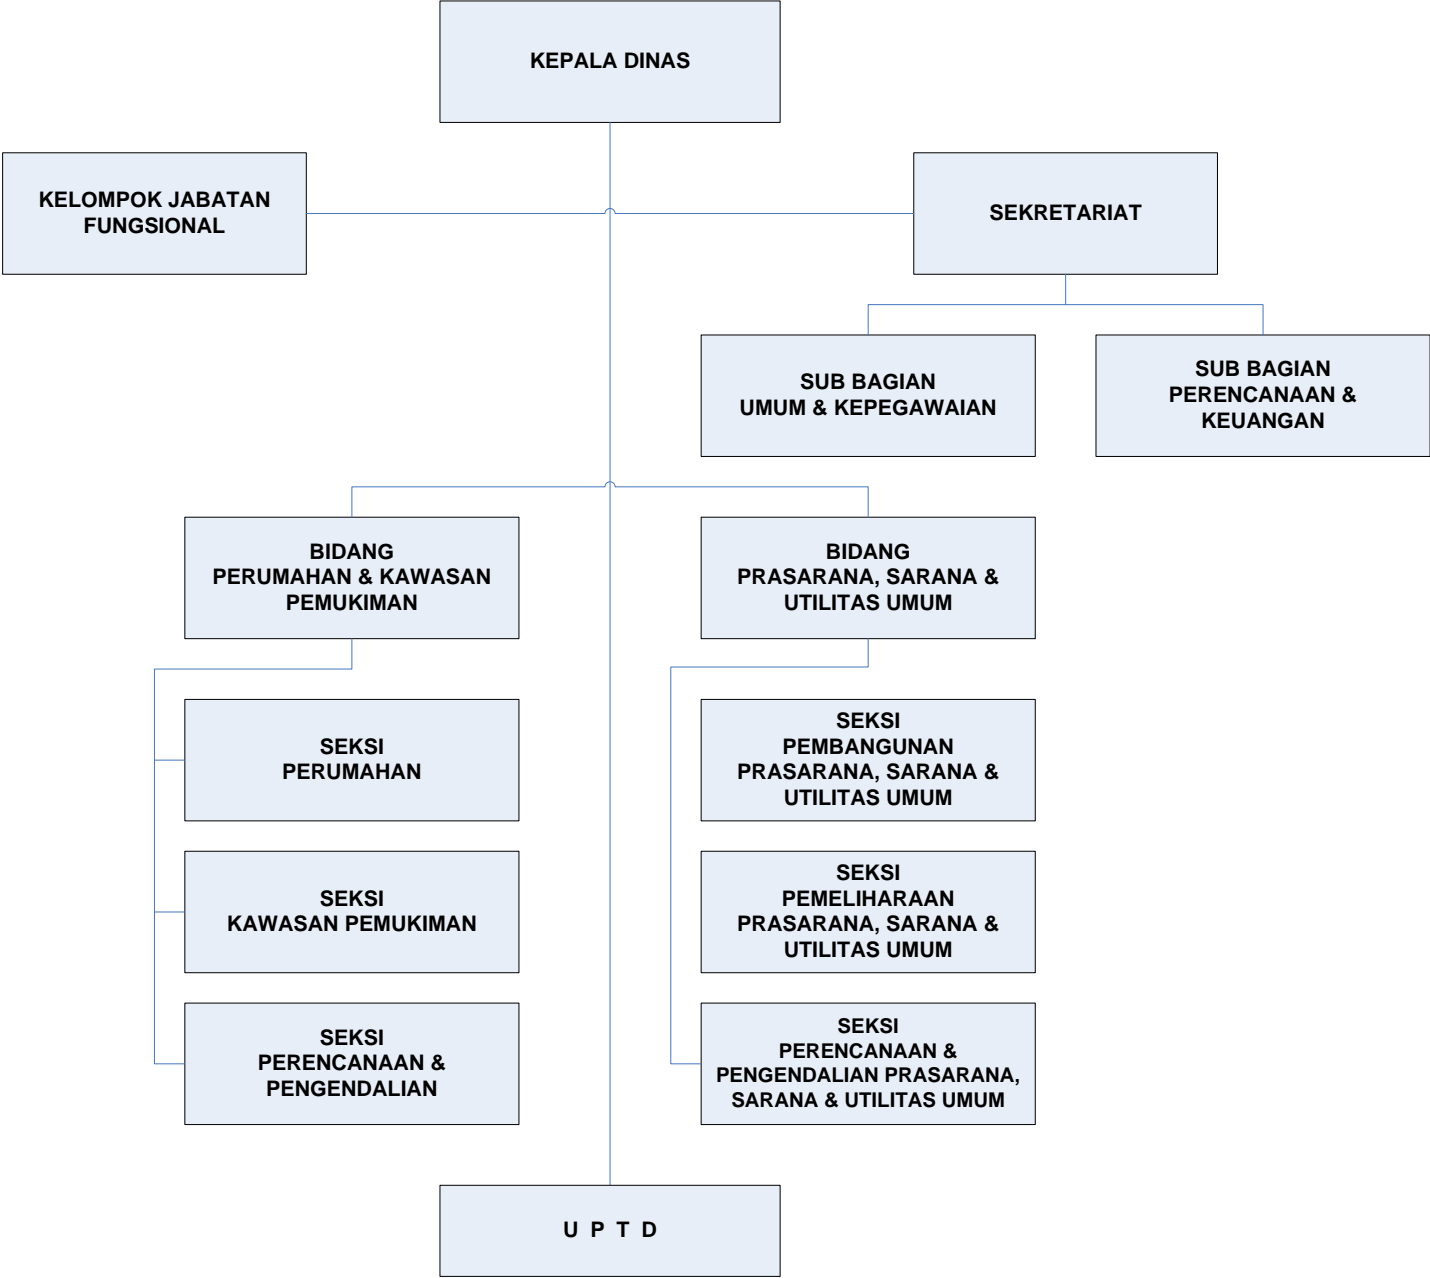 KEPALA DINAS
KELOMPOK JABATAN
FUNGSIONAL
SEKRETARIAT
SUB BAGIAN
UMUM & KEPEGAWAIAN
SUB BAGIAN
PERENCANAAN &
KEUANGAN
BIDANG
PERUMAHAN & KAWASAN
PEMUKIMAN
BIDANG
PRASARANA, SARANA &
UTILITAS UMUM
SEKSI
PERUMAHAN
SEKSI
PEMBANGUNAN
PRASARANA, SARANA &
UTILITAS UMUM
SEKSI
KAWASAN PEMUKIMAN
SEKSI
PEMELIHARAAN
PRASARANA, SARANA &
UTILITAS UMUM
SEKSI
PERENCANAAN &
PENGENDALIAN
SEKSI
PERENCANAAN &
PENGENDALIAN PRASARANA,
SARANA & UTILITAS UMUM
U P T D